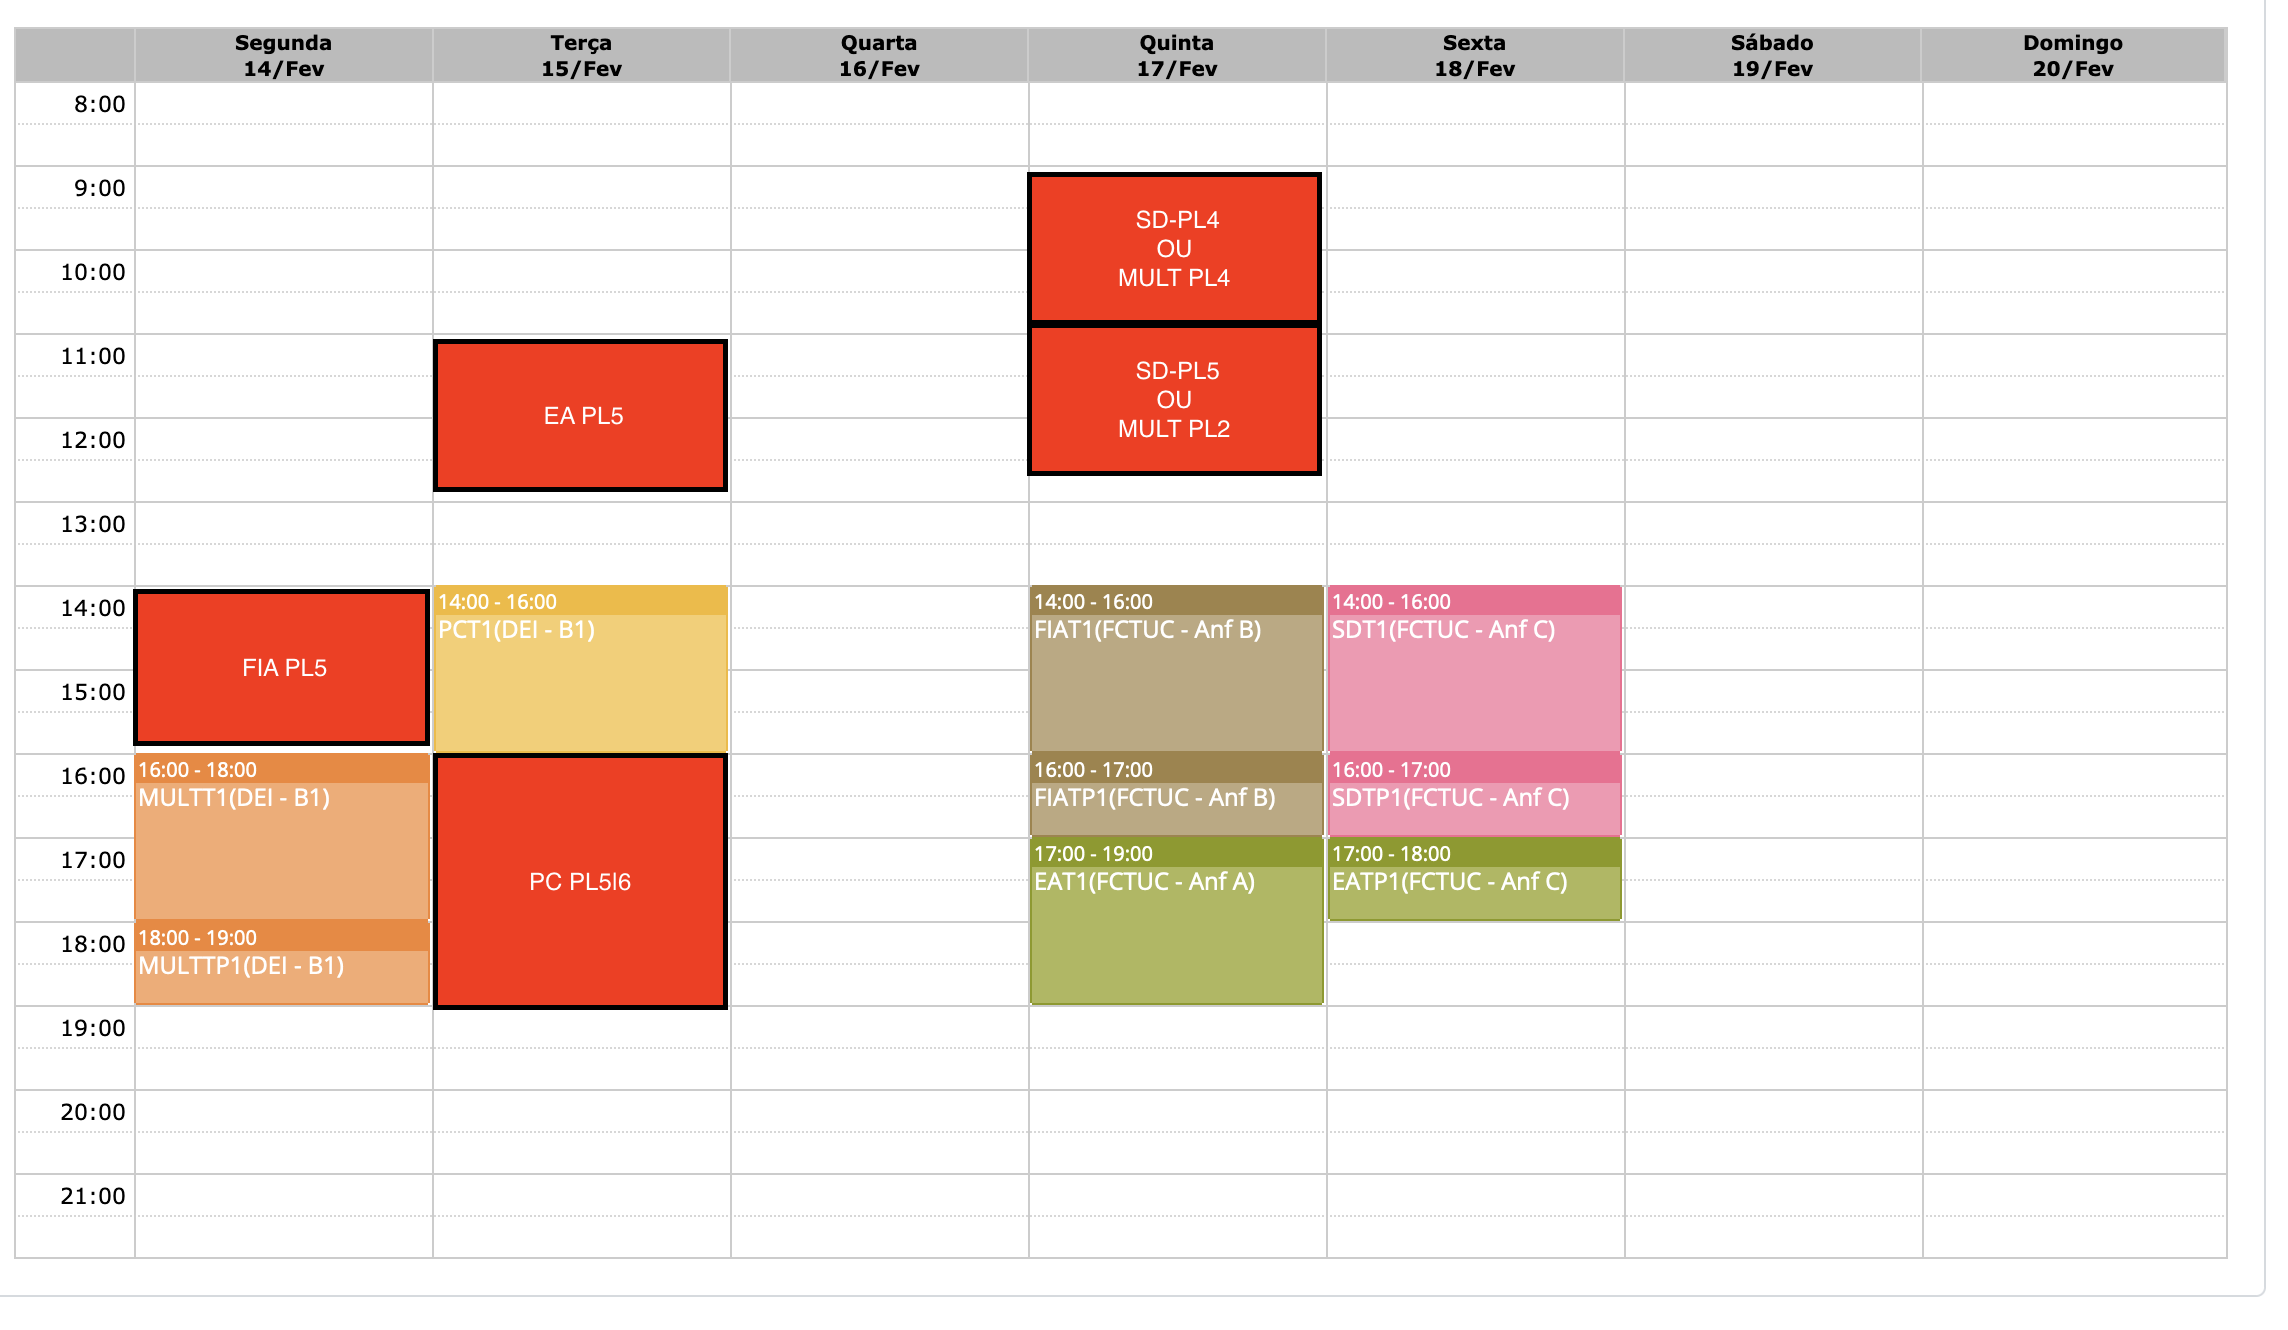 Segunda
14/Fev
Terça
15/Fev
Quarta
16/Fev
Quinta
17/Fev
Sexta
18/Fev
Sábado
19/Fev
Domingo
20/Fev
8:00
9:00
SD-PL4
OU
MULT PL4
10:00
11:00
EA PL5
SD-PL5
OU
MULT PL2
12:00
13:00
14:00
FIA PL5
14:00 - 16:00
PCT1(DEI - B1)
14:00 - 16:00
FIAT1(FCTUC - Anf B)
14:00 - 16:00
SDT1(FCTUC - Anf C)
15:00
16:00
16:00 - 18:00
MULTT1(DEI - B1)
PC PL5I6
16:00 - 17:00
FIATP1(FCTUC - Anf B)
16:00 - 17:00
SDTP1(FCTUC - Anf C)
17:00
17:00 - 19:00
EAT1(FCTUC - Anf A)
17:00 - 18:00
EATP1(FCTUC - Anf C)
18:00
18:00 - 19:00
MULTTP1(DEI - B1)
19:00
20:00
21:00